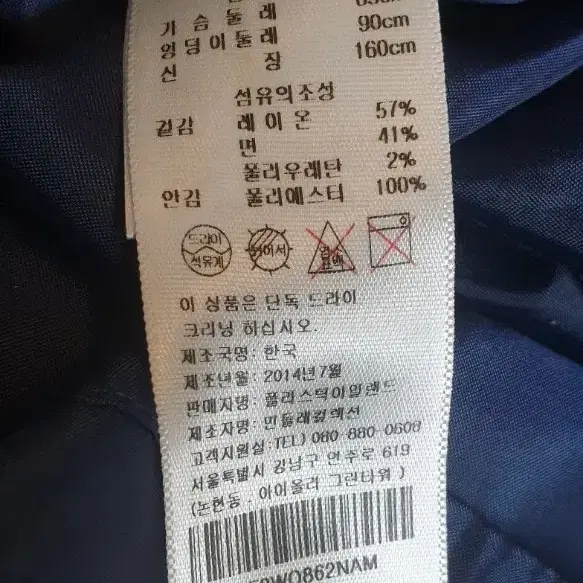 가 슴 둘 레 90cm
엉 덩 이 둘 레
신 장 160cm
섬유의조성
겉감 레 이 온 57%
면 41%
폴리우레탄 2%
안감 폴리에스터 100%
드라이
석유계
이 상품은 단독 드라이
크리닝 하십시오.
제조국명: 한국
제조년월: 2014년 7월
판매자명: 플라스틱아일랜드
제조자명: 민들레컬렉션
고객지원실:TEL) 080-880-0608
서울특별시 강남구 언주로 619
(논현동, 아이올리 그린타워)